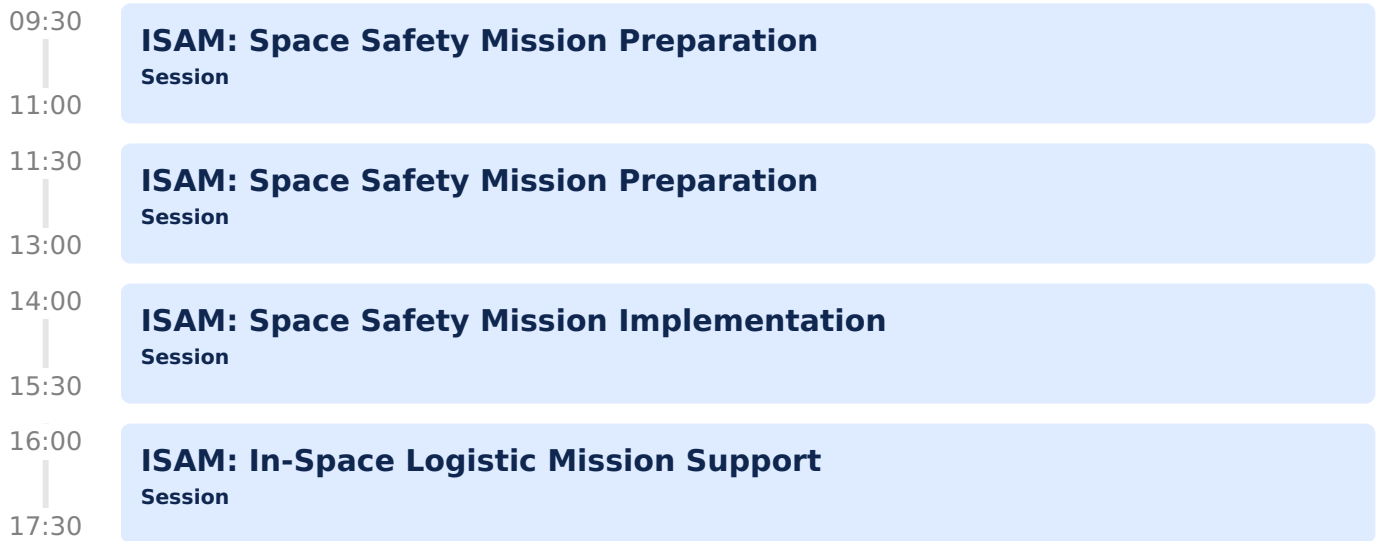 09:30
ISAM: Space Safety Mission Preparation
Session
11:00
11:30
ISAM: Space Safety Mission Preparation
Session
13:00
14:00
ISAM: Space Safety Mission Implementation
Session
15:30
16:00
ISAM: In-Space Logistic Mission Support
Session
17:30